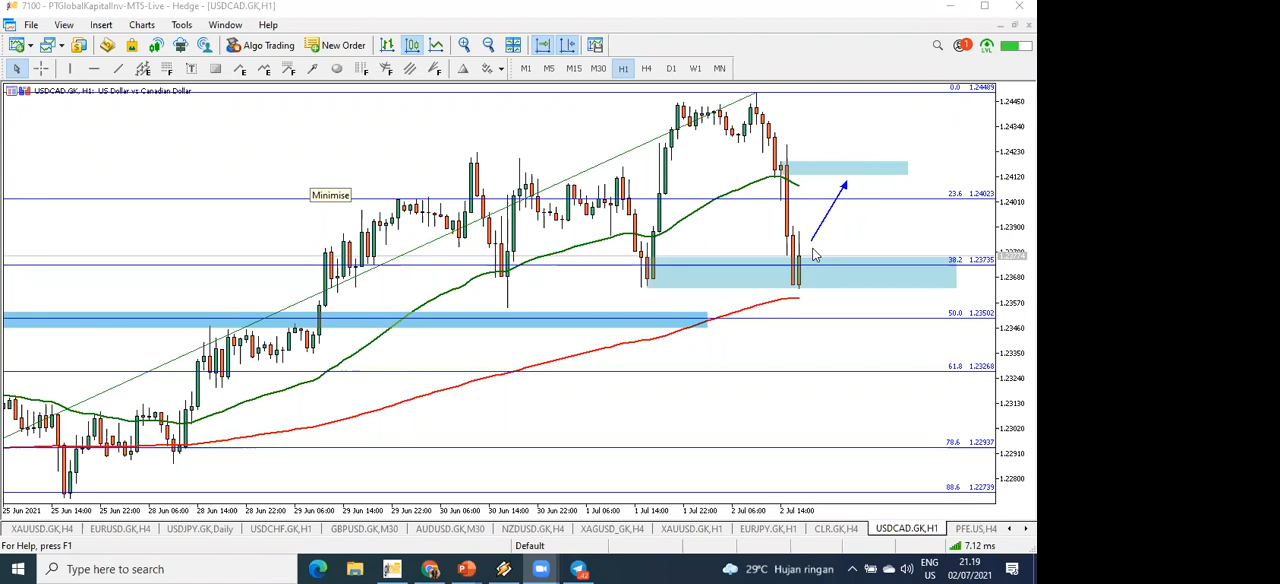 7100 - PTGlobalKapitalInv-MT5-Live - Hedge - [USDCAD.GK,H1]
File View Insert Charts Tools Window Help
Algo Trading New Order
M1 M5 M15 M30 H1 H4 D1 W1 MN
USDCAD.GK, H1: US Dollar vs Canadian Dollar
0.0 1.24489
1.24450
1.24340
1.24230
1.24120
23.6 1.24023
1.24010
1.23900
38.2 1.23735
1.23774
1.23680
1.23570
50.0 1.23502
1.23460
1.23350
61.8 1.23268
1.23240
1.23130
1.23020
78.6 1.22937
1.22910
1.22800
88.6 1.22739
Minimise
25 Jun 2021 25 Jun 14:00 25 Jun 22:00 28 Jun 06:00 28 Jun 14:00 28 Jun 22:00 29 Jun 06:00 29 Jun 14:00 29 Jun 22:00 30 Jun 06:00 30 Jun 14:00 30 Jun 22:00 1 Jul 06:00 1 Jul 14:00 1 Jul 22:00 2 Jul 06:00 2 Jul 14:00
XAUUSD.GK,H4 EURUSD.GK,H4 USDJPY.GK,Daily USDCHF.GK,H1 GBPUSD.GK,M30 AUDUSD.GK,M30 NZDUSD.GK,H4 XAGUSD_GK,H4 XAUUSD.GK,H1 EURJPY.GK,H1 CLR.GK,H4 USDCAD.GK,H1 PFE.US,H4
For Help, press F1 Default 7.12 ms
Type here to search
29°C Hujan ringan
ENG
US
21.19
02/07/2021